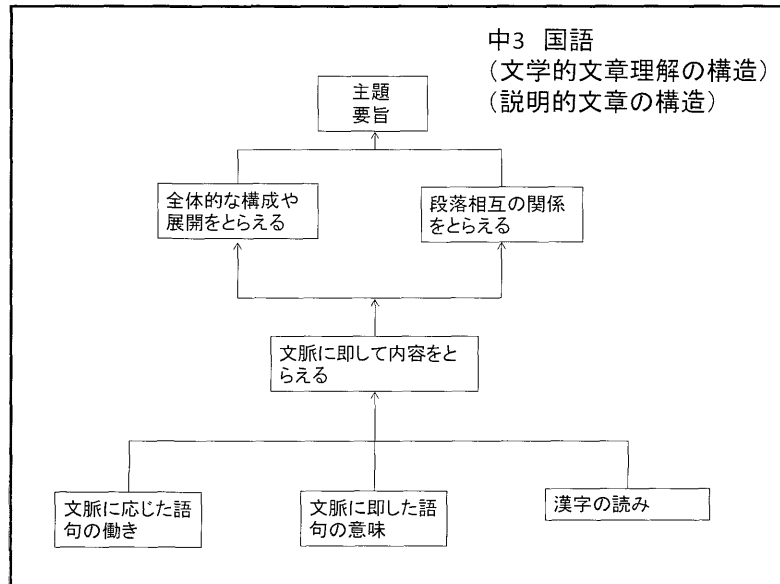 中3 国語
（文学的文章理解の構造）
（説明的文章の構造）
主題
要旨
全体的な構成や
展開をとらえる
段落相互の関係
をとらえる
文脈に即して内容をと
らえる
文脈に応じた語
句の働き
文脈に即した語
句の意味
漢字の読み